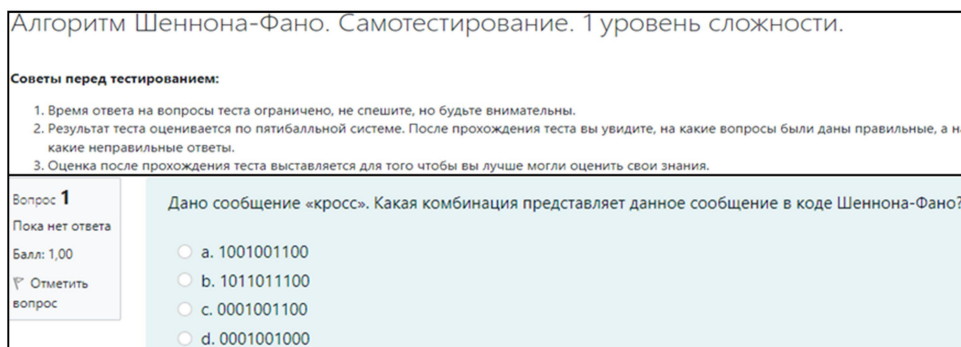 Алгоритм Шеннона-Фано. Самотестирование. 1 уровень сложности.
Советы перед тестированием:
1. Время ответа на вопросы теста ограничено, не спешите, но будьте внимательны.
2. Результат теста оценивается по пятибалльной системе. После прохождения теста вы увидите, на какие вопросы были даны правильные, а на
какие неправильные ответы.
3. Оценка после прохождения теста выставляется для того чтобы вы лучше могли оценить свои знания.
Вопрос 1
Пока нет ответа
Балл: 1,00
Отметить
вопрос
Дано сообщение «кросс». Какая комбинация представляет данное сообщение в коде Шеннона-Фано?
a. 1001001100
b. 1011011100
c. 0001001100
d. 0001001000